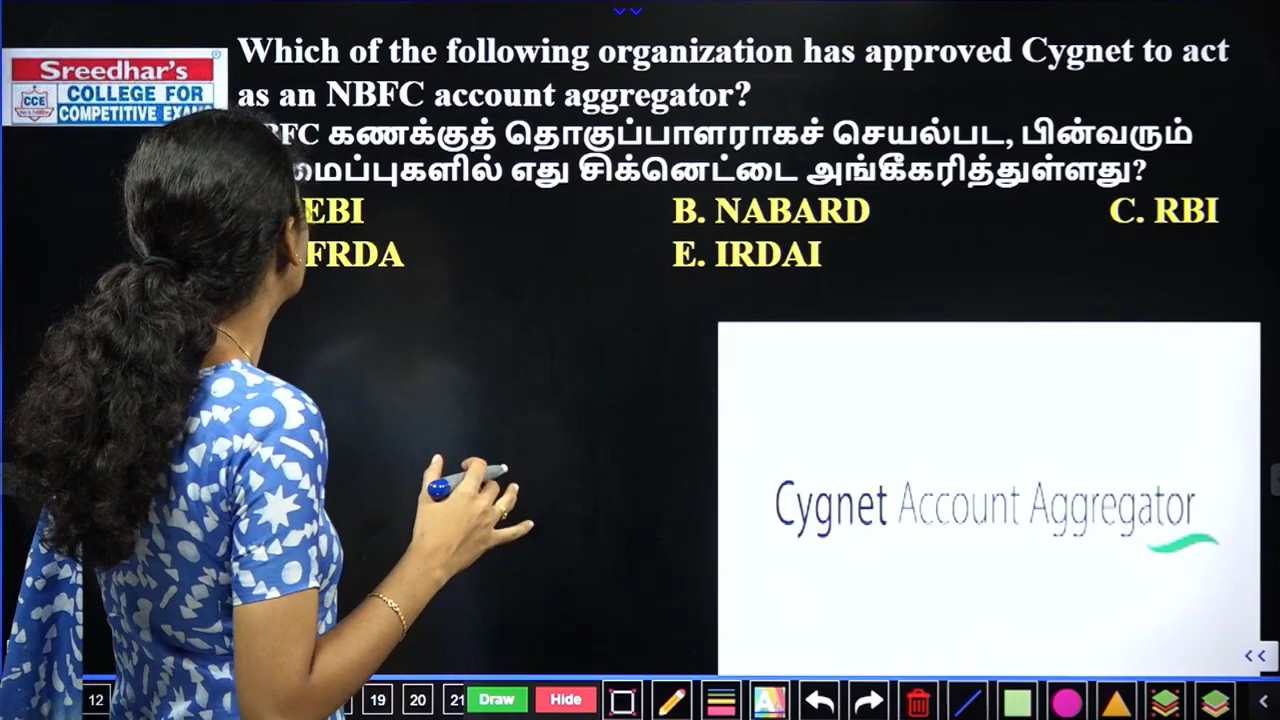 Which of the following organization has approved Cygnet to act
as an NBFC account aggregator?
Sreedhar's
CCE
COLLEGE FOR
COMPETITIVE EXAMS
BFC கணக்குத் தொகுப்பாளராகச் செயல்பட, பின்வரும்
மைப்புகளில் எது சிக்னெட்டை அங்கீகரித்துள்ளது?
EBI B. NABARD C. RBI
FRDA E. IRDAI
Cygnet Account Aggregator
<<
12 19 20 21 Draw Hide